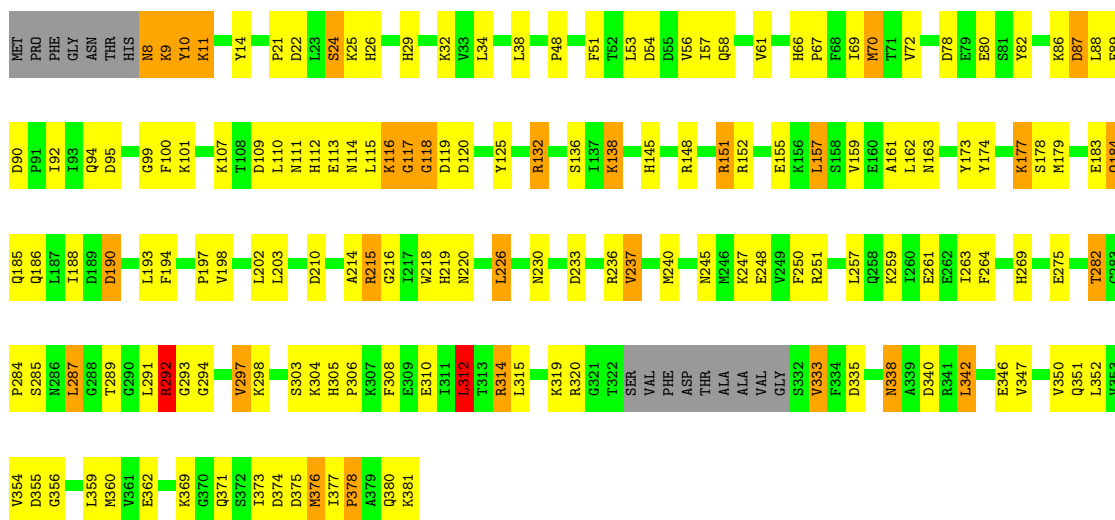 MET PRO PHE GLY ASN THR HIS N8 K9 Y10 K11 Y14 P21 D22 L23 S24 K25 H26 H29 K32 V33 L34 L38 P48 F51 T52 L53 D54 D55 V56 I57 Q58 V61 H66 P67 F68 I69 M70 T71 V72 D78 E79 E80 S81 Y82 K86 D87 L88
D90 P91 I92 I93 Q94 D95 G99 F100 K101 K107 T108 D109 L110 N111 H112 E113 N114 L115 K116 G117 G118 D119 D120 Y125 R132 S136 I137 K138 H145 R148 R151 R152 E155 K156 L157 S158 V159 E160 A161 L162 N163 Y173 Y174 K177 S178 M179 E183 Q184
Q185 Q186 L187 I188 D189 D190 L193 F194 P197 V198 L202 L203 D210 A214 R215 G216 I217 W218 H219 N220 L226 N230 D233 R236 V237 M240 N245 M246 K247 E248 V249 F250 R251 L257 Q258 K259 I260 E261 E262 I263 F264 H269 E275 T282
P284 S285 N286 L287 G288 T289 G290 L291 R292 G293 G294 V297 K298 S303 K304 H305 P306 K307 F308 E309 E310 I311 L312 T313 R314 L315 K319 R320 G321 T322 SER VAL PHE ASP THR ALA ALA VAL GLY S332 V333 F334 D335 N338 A339 D340 R341 L342 E346 V347 V350 Q351 L352
V354 D355 G356 L359 M360 V361 E362 K369 G370 Q371 S372 I373 D374 D375 M376 I377 P378 A379 Q380 K381